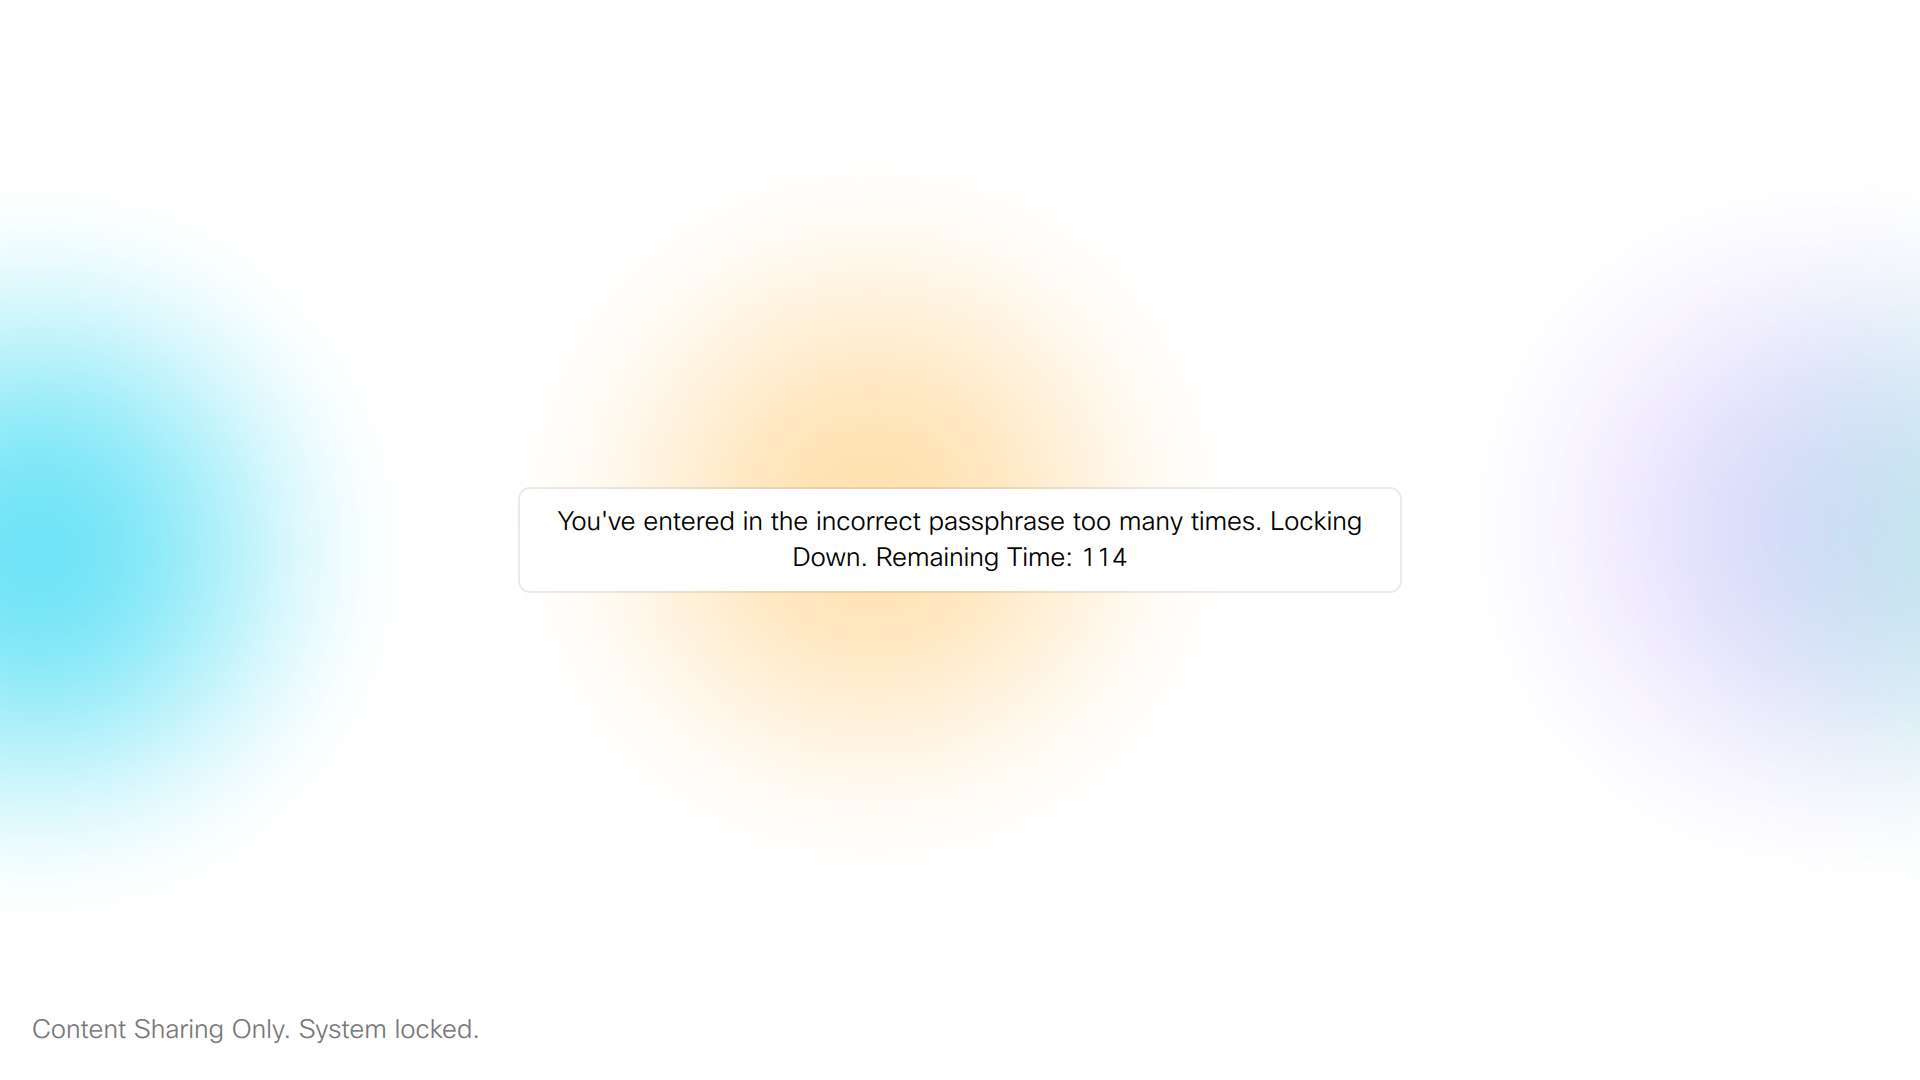 You've entered in the incorrect passphrase too many times. Locking
Down. Remaining Time: 114
Content Sharing Only. System locked.